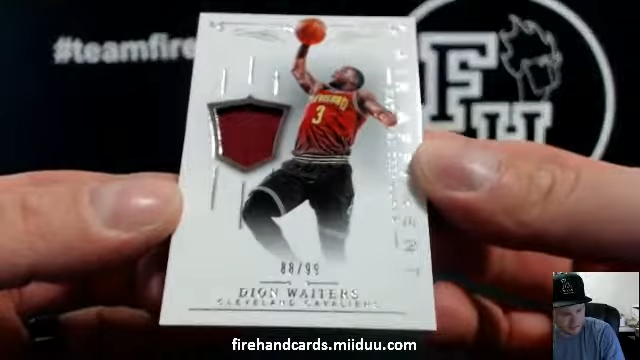 #teamfire
FH
CLEVELAND
3
88/99
DION WAITERS
CLEVELAND CAVALIERS
firehandcards.miiduu.com